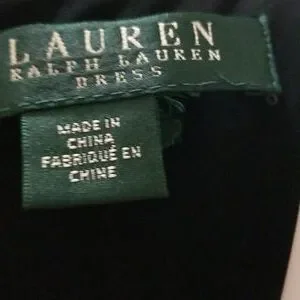 LAUREN
RALPH LAUREN
DRESS
MADE IN
CHINA
FABRIQUÉ EN
CHINE